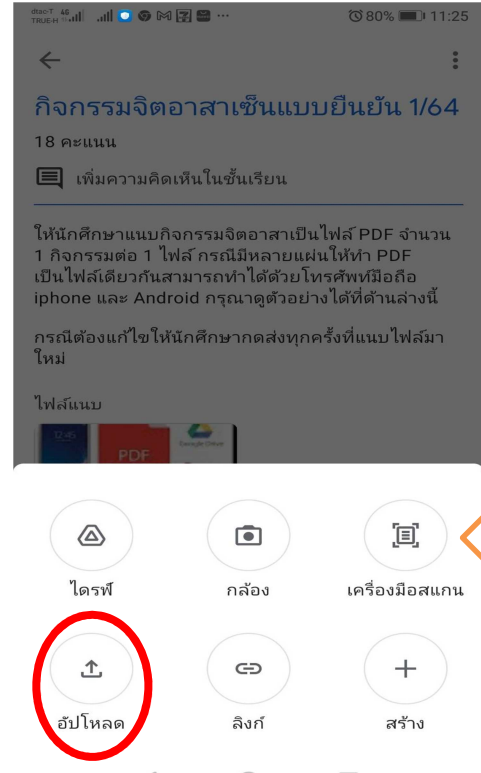 dtac-T 4G
TRUE-H
80% 11:25
กิจกรรมจิตอาสาเซ็นแบบยืนยัน 1/64
18 คะแนน
เพิ่มความคิดเห็นในชั้นเรียน
ให้นักศึกษาแนบกิจกรรมจิตอาสาเป็นไฟล์ PDF จำนวน
1 กิจกรรมต่อ 1 ไฟล์ กรณีมีหลายแผ่นให้ทำ PDF
เป็นไฟล์เดียวกันสามารถทำได้ด้วยโทรศัพท์มือถือ
iphone และ Android กรุณาดูตัวอย่างได้ที่ด้านล่างนี้
กรณีต้องแก้ไขให้นักศึกษากดส่งทุกครั้งที่แนบไฟล์มา
ใหม่
ไฟล์แนบ
12:45
PDF
Google Drive
ไดรฟ์
กล้อง
เครื่องมือสแกน
อัปโหลด
ลิงก์
สร้าง